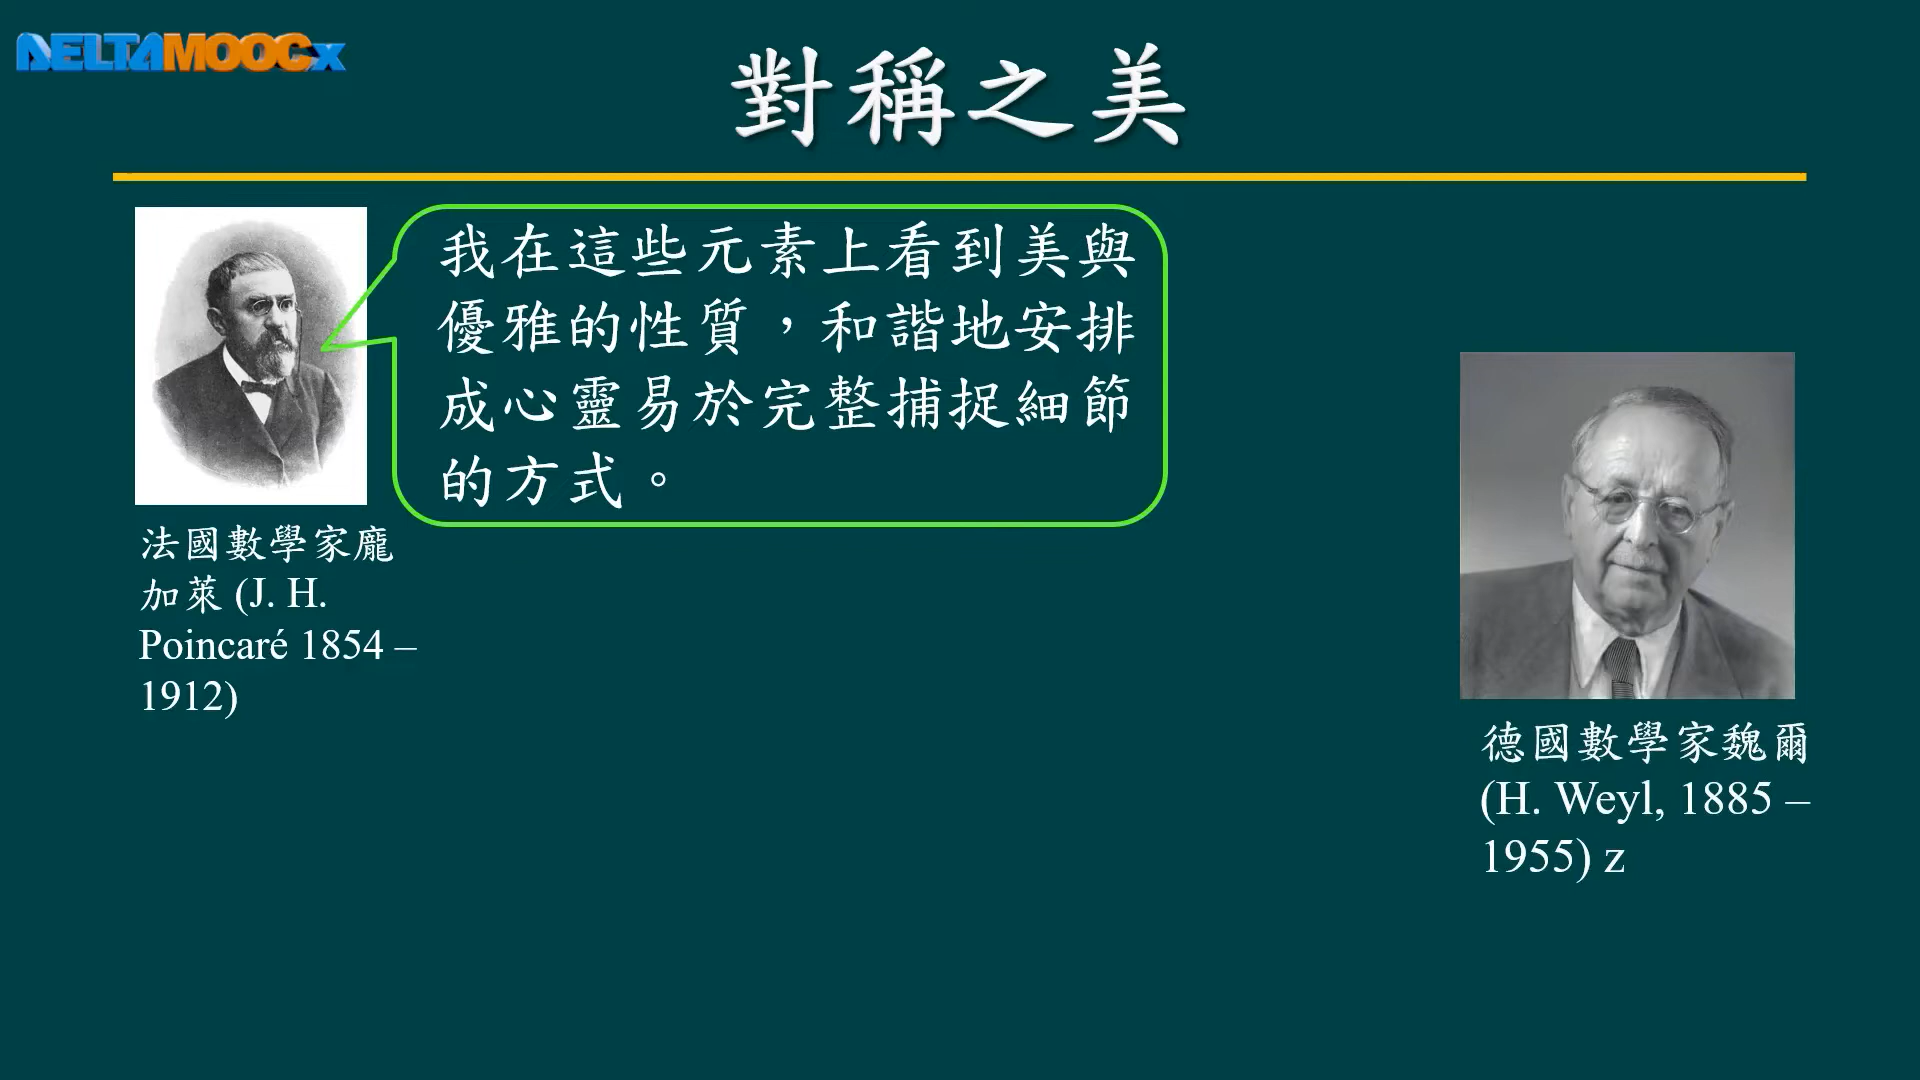 DELTAMOOCx
對稱之美
我在這些元素上看到美與
優雅的性質，和諧地安排
成心靈易於完整捕捉細節
的方式。
法國數學家龐
加萊 (J. H.
Poincaré 1854 –
1912)
德國數學家魏爾
(H. Weyl, 1885 –
1955) z